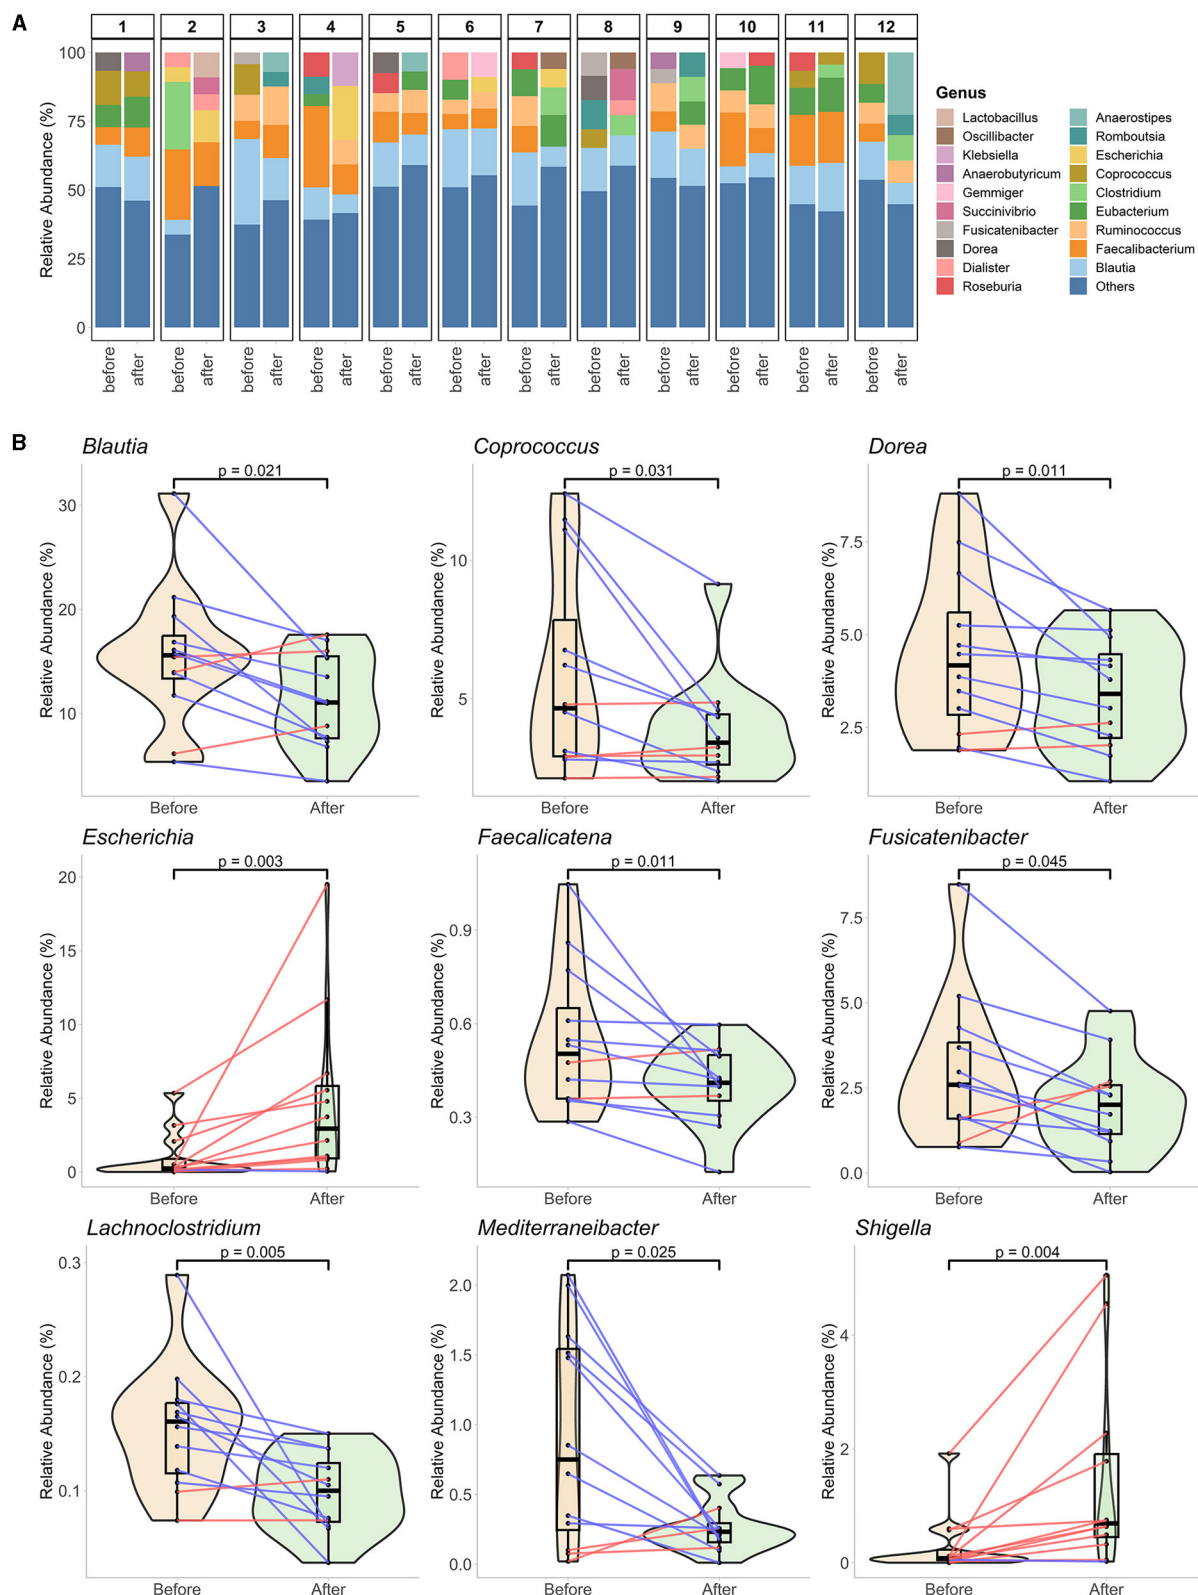 A
1 2 3 4 5 6 7 8 9 10 11 12
Relative Abundance (%)
100
75
50
25
0
before after before after before after before after before after before after before after before after before after before after before after before after
Genus
Lactobacillus Anaerostipes
Oscillibacter Romboutsia
Klebsiella Escherichia
Anaerobutyricum Coprococcus
Gemmiger Clostridium
Succinivibrio Eubacterium
Fusicatenibacter Ruminococcus
Dorea Faecalibacterium
Dialister Blautia
Roseburia Others
B
Blautia
p = 0.021
Relative Abundance (%)
30
20
10
Before After
Coprococcus
p = 0.031
Relative Abundance (%)
10
5
Before After
Dorea
p = 0.011
Relative Abundance (%)
7.5
5.0
2.5
Before After
Escherichia
p = 0.003
Relative Abundance (%)
20
15
10
5
0
Before After
Faecalicatena
p = 0.011
Relative Abundance (%)
0.9
0.6
0.3
Before After
Fusicatenibacter
p = 0.045
Relative Abundance (%)
7.5
5.0
2.5
0.0
Before After
Lachnoclostridium
p = 0.005
Relative Abundance (%)
0.3
0.2
0.1
Before After
Mediterraneibacter
p = 0.025
Relative Abundance (%)
2.0
1.5
1.0
0.5
0.0
Before After
Shigella
p = 0.004
Relative Abundance (%)
4
2
0
Before After